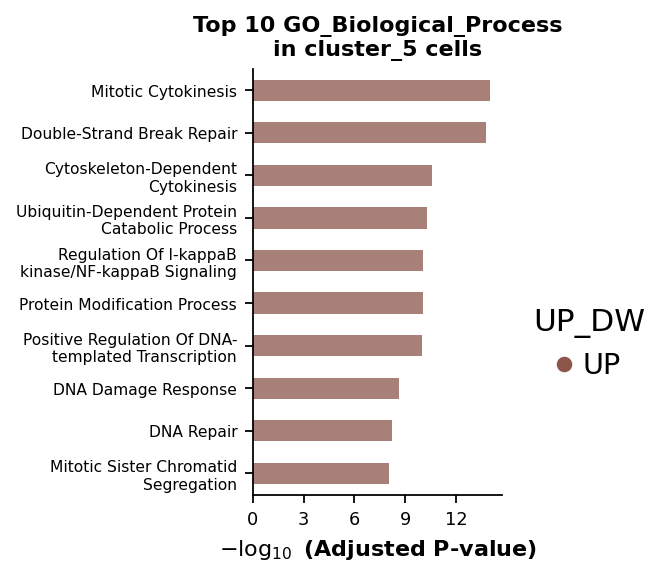 Top 10 GO_Biological_Process
in cluster_5 cells
Mitotic Cytokinesis
Double-Strand Break Repair
Cytoskeleton-Dependent
Cytokinesis
Ubiquitin-Dependent Protein
Catabolic Process
Regulation Of I-kappaB
kinase/NF-kappaB Signaling
Protein Modification Process
Positive Regulation Of DNA-
templated Transcription
DNA Damage Response
DNA Repair
Mitotic Sister Chromatid
Segregation
0 3 6 9 12
−log₁₀ (Adjusted P-value)
UP_DW
UP